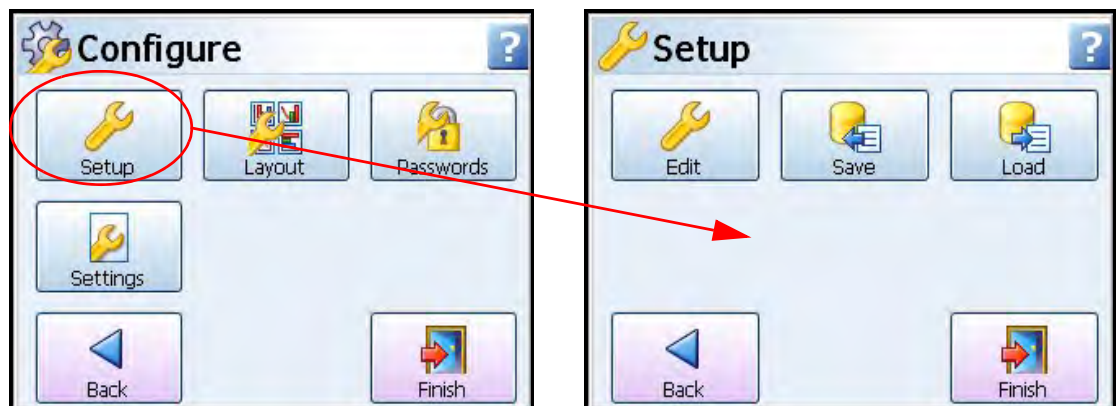 Configure
?
Setup
Layout
Passwords
Settings
Back
Finish
Setup
?
Edit
Save
Load
Back
Finish